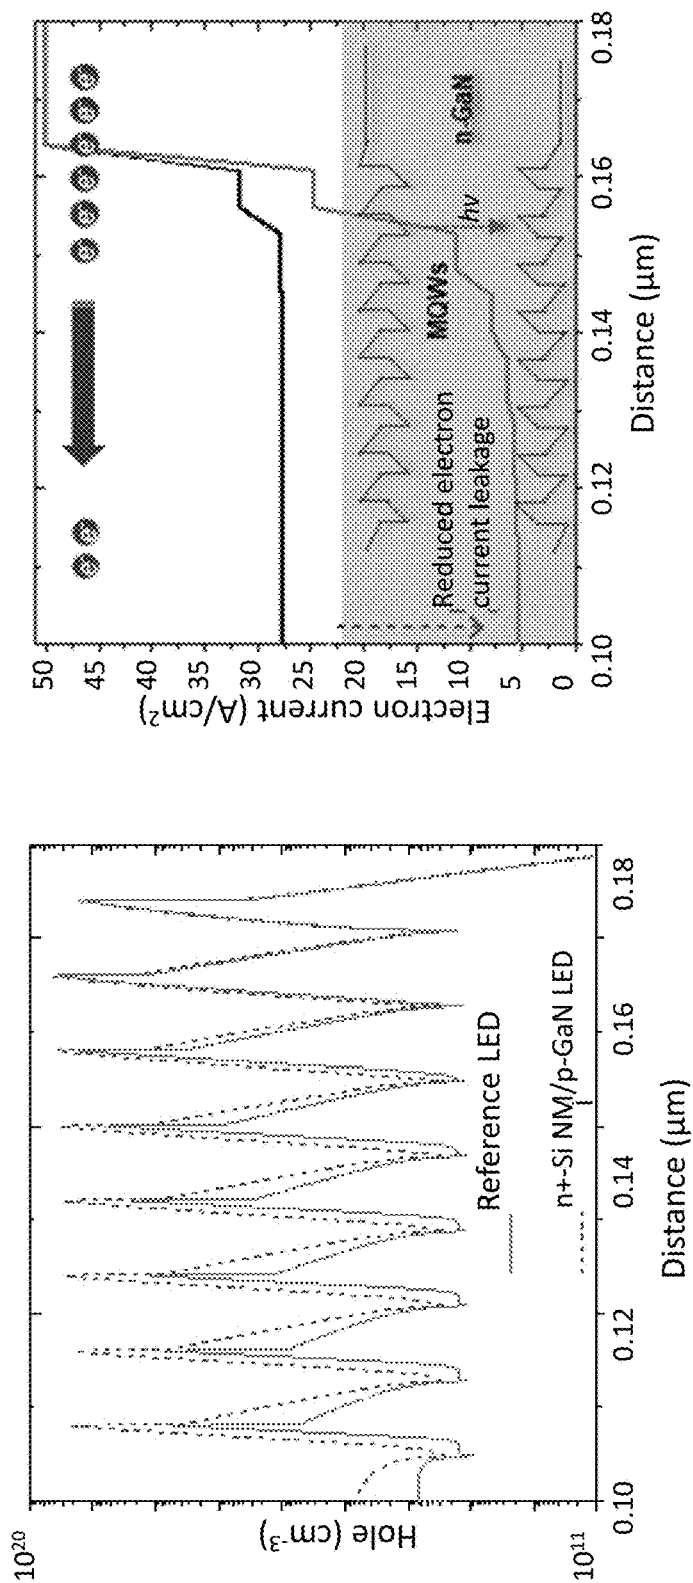 10²⁰
Hole (cm⁻³)
10¹¹
0.10
0.12
0.14
0.16
0.18
Distance (μm)
Reference LED
n+-Si NM/p-GaN LED
50
45
40
35
30
25
20
15
10
5
0
Electron current (A/cm²)
0.10
0.12
0.14
0.16
0.18
Distance (μm)
e e e e e e e e
Reduced electron
current leakage
MQWs
hν
n-GaN